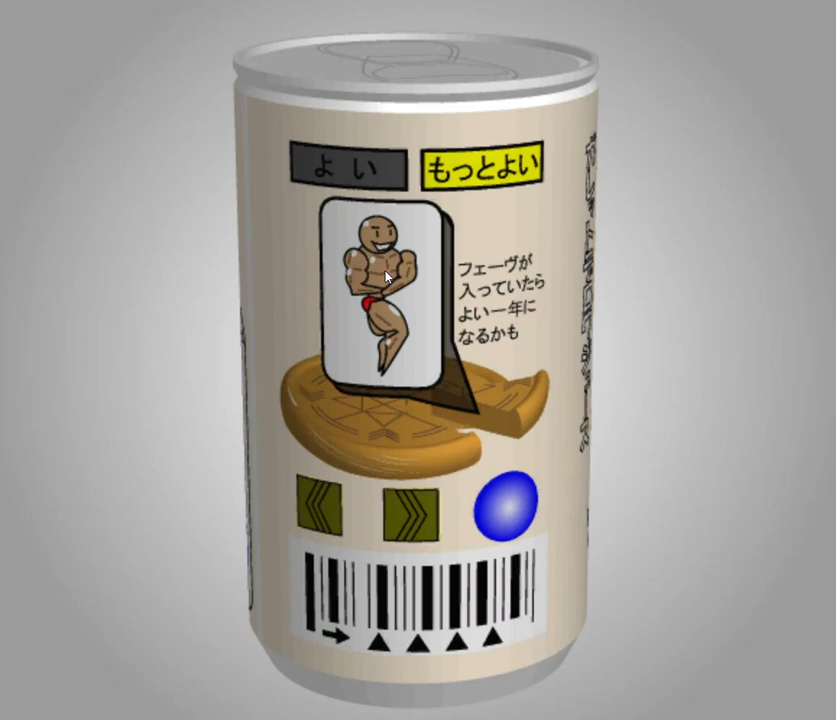 よい
もっとよい
フェーヴが
入っていたら
よい一年に
なるかも